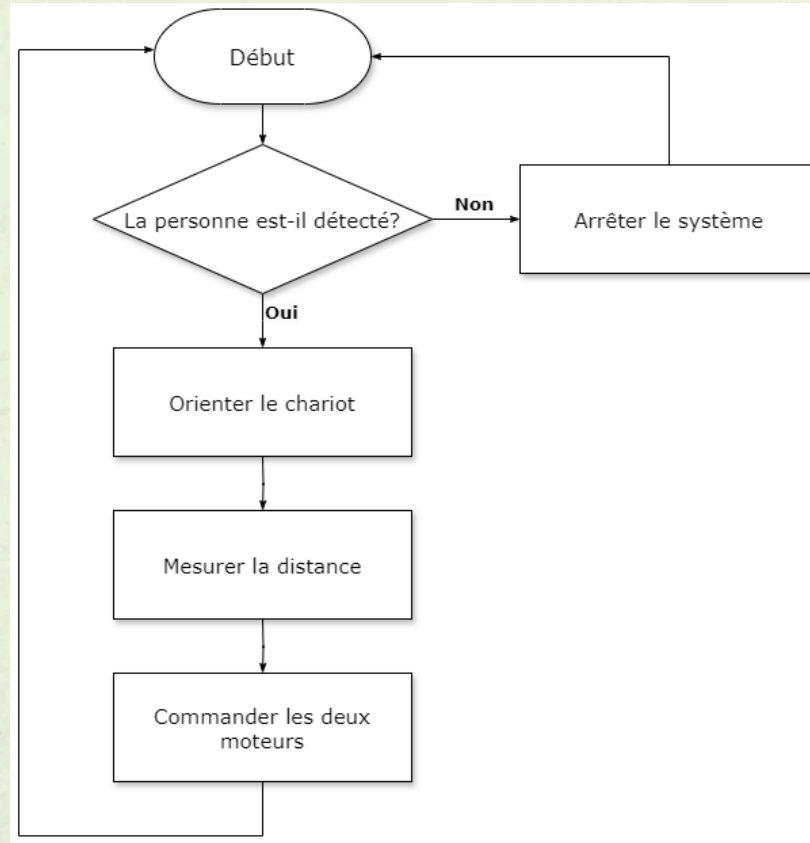 Début
La personne est-il détecté?
Non
Arrêter le système
Oui
Orienter le chariot
Mesurer la distance
Commander les deux
moteurs